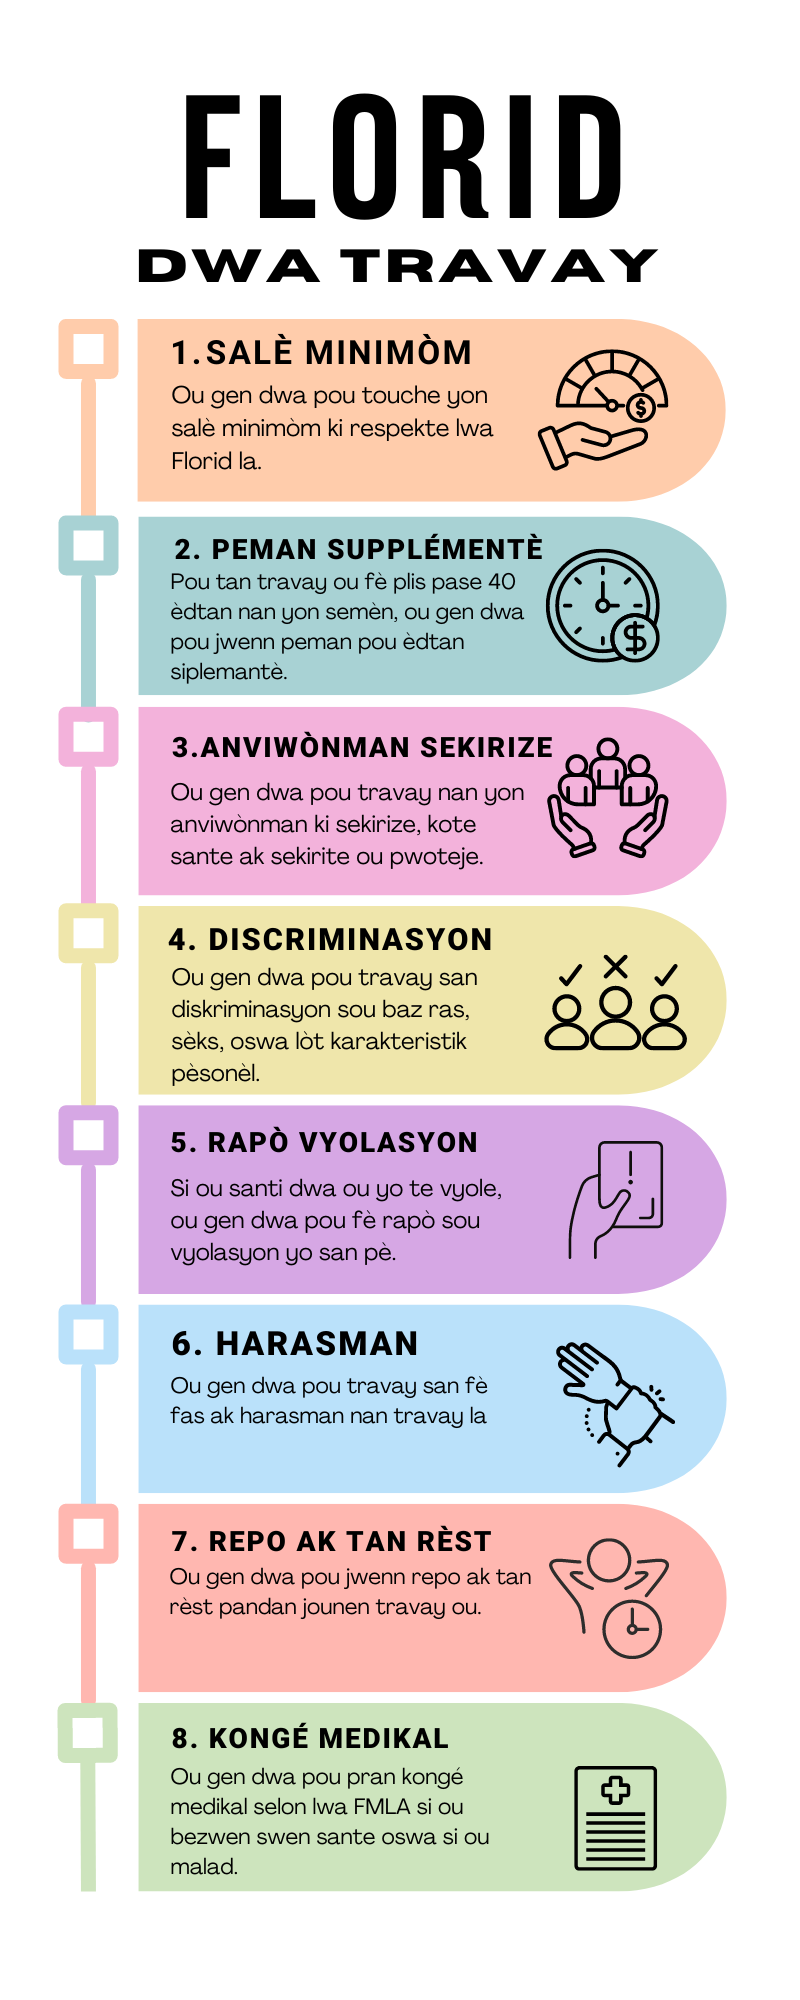 FLORID
DWA TRAVAY
1.SALÈ MINIMÒM
Ou gen dwa pou touche yon
salè minimòm ki respekte lwa
Florid la.
2. PEMAN SUPPLÉMENTÈ
Pou tan travay ou fè plis pase 40
èdtan nan yon semèn, ou gen dwa
pou jwenn peman pou èdtan
siplemantè.
3.ANVIWÒNMAN SEKIRIZE
Ou gen dwa pou travay nan yon
anviwònman ki sekirize, kote
sante ak sekirite ou pwoteje.
4. DISCRIMINASYON
Ou gen dwa pou travay san
diskriminasyon sou baz ras,
sèks, oswa lòt karakteristik
pèsonèl.
5. RAPÒ VYOLASYON
Si ou santi dwa ou yo te vyole,
ou gen dwa pou fè rapò sou
vyolasyon yo san pè.
6. HARASMAN
Ou gen dwa pou travay san fè
fas ak harasman nan travay la
7. REPO AK TAN RÈST
Ou gen dwa pou jwenn repo ak tan
rèst pandan jounen travay ou.
8. KONGÉ MEDIKAL
Ou gen dwa pou pran kongé
medikal selon lwa FMLA si ou
bezwen swen sante oswa si ou
malad.